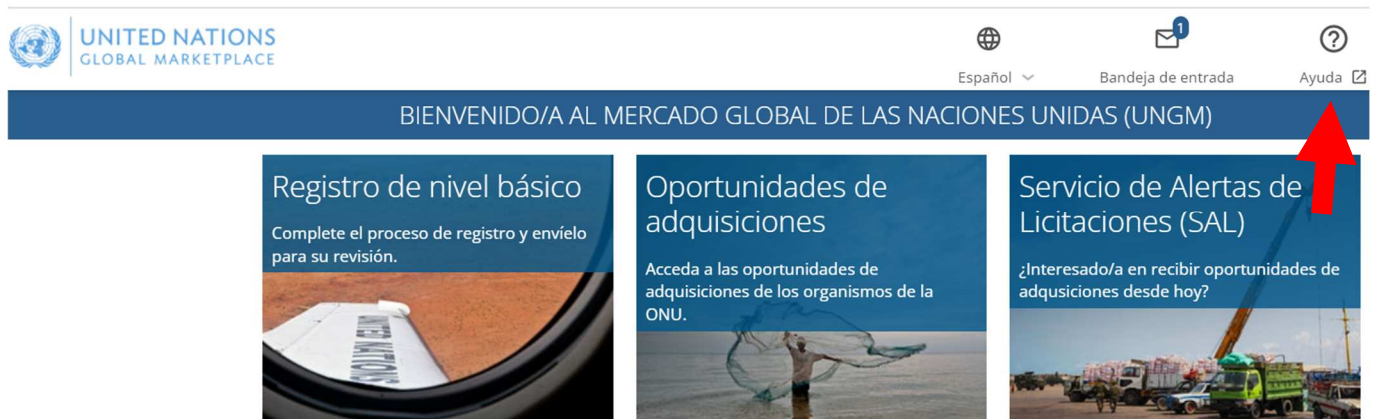 UNITED NATIONS
GLOBAL MARKETPLACE
1
Español
Bandeja de entrada
Ayuda
BIENVENIDO/A AL MERCADO GLOBAL DE LAS NACIONES UNIDAS (UNGM)
Registro de nivel básico
Complete el proceso de registro y envíelo
para su revisión.
UNITED NATIONS
Oportunidades de
adquisiciones
Acceda a las oportunidades de
adquisiciones de los organismos de la
ONU.
Servicio de Alertas de
Licitaciones (SAL)
¿Interesado/a en recibir oportunidades de
adqusiciones desde hoy?